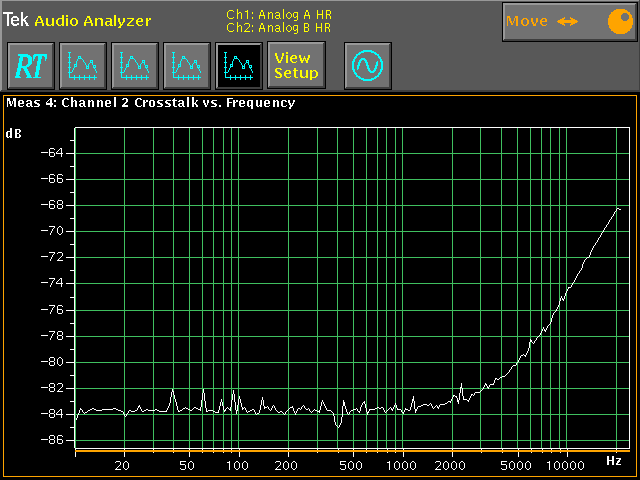 Tek Audio Analyzer
Ch1: Analog A HR
Ch2: Analog B HR
Move
RT
View
Setup
Meas 4: Channel 2 Crosstalk vs. Frequency
dB
-64
-66
-68
-70
-72
-74
-76
-78
-80
-82
-84
-86
20 50 100 200 500 1000 2000 5000 10000 Hz